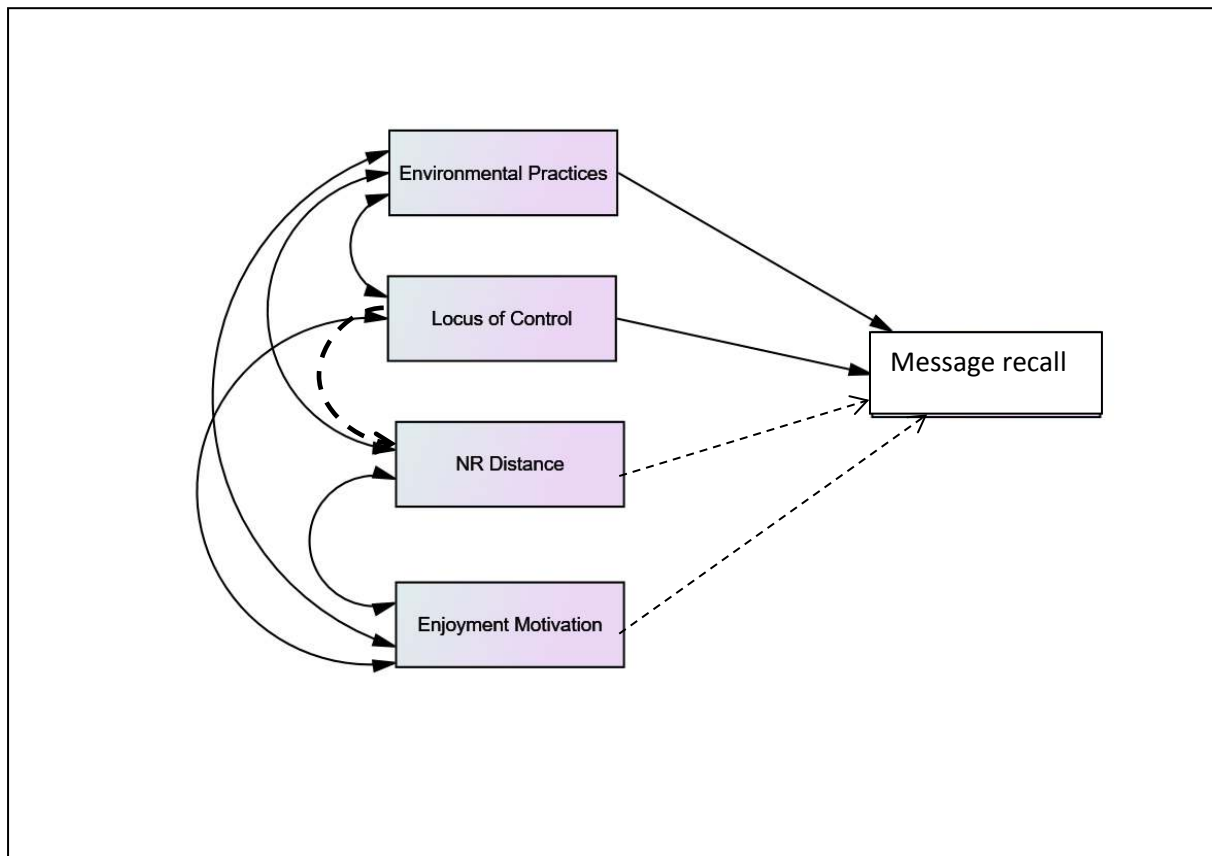 Environmental Practices
Locus of Control
Message recall
NR Distance
Enjoyment Motivation